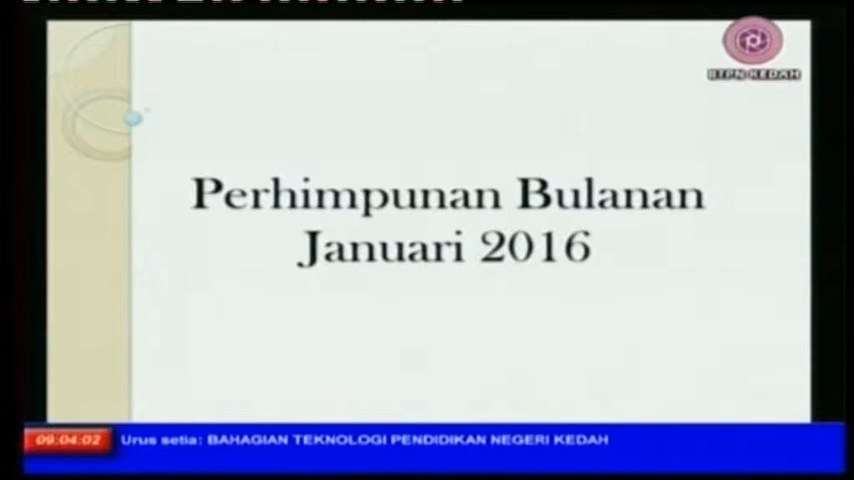 BTPN KEDAH
Perhimpunan Bulanan
Januari 2016
09:04:02
Urus setia: BAHAGIAN TEKNOLOGI PENDIDIKAN NEGERI KEDAH